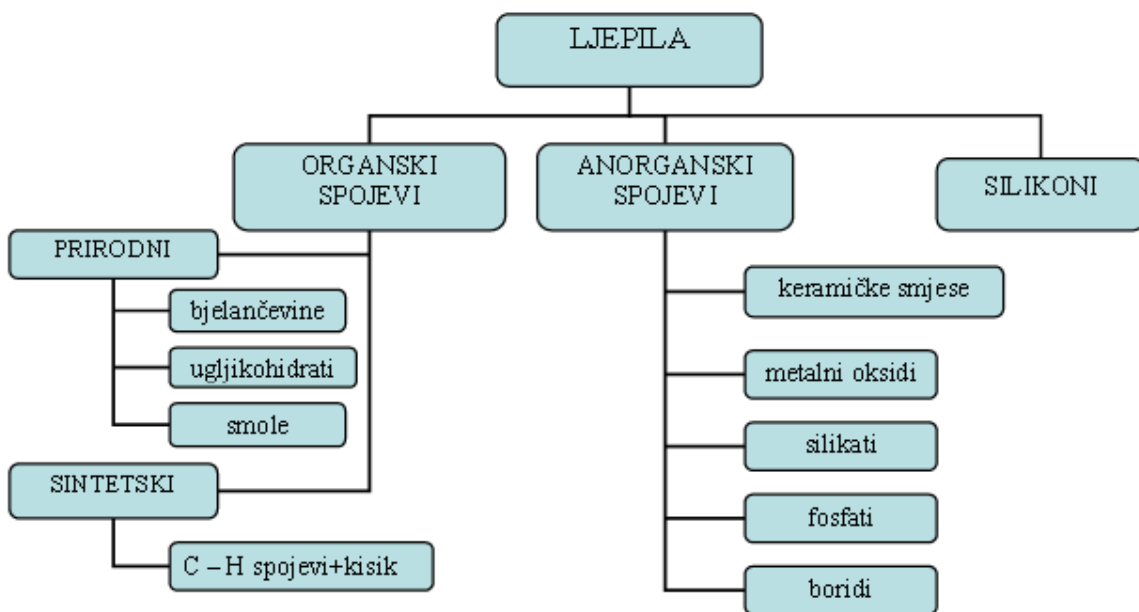 LJEPILA
ORGANSKI
SPOJEVI
ANORGANSKI
SPOJEVI
SILIKONI
PRIRODNI
bjelančevine
ugljikohidrati
smole
SINTETSKI
C – H spojevi+kisik
keramičke smjese
metalni oksidi
silikati
fosfati
boridi